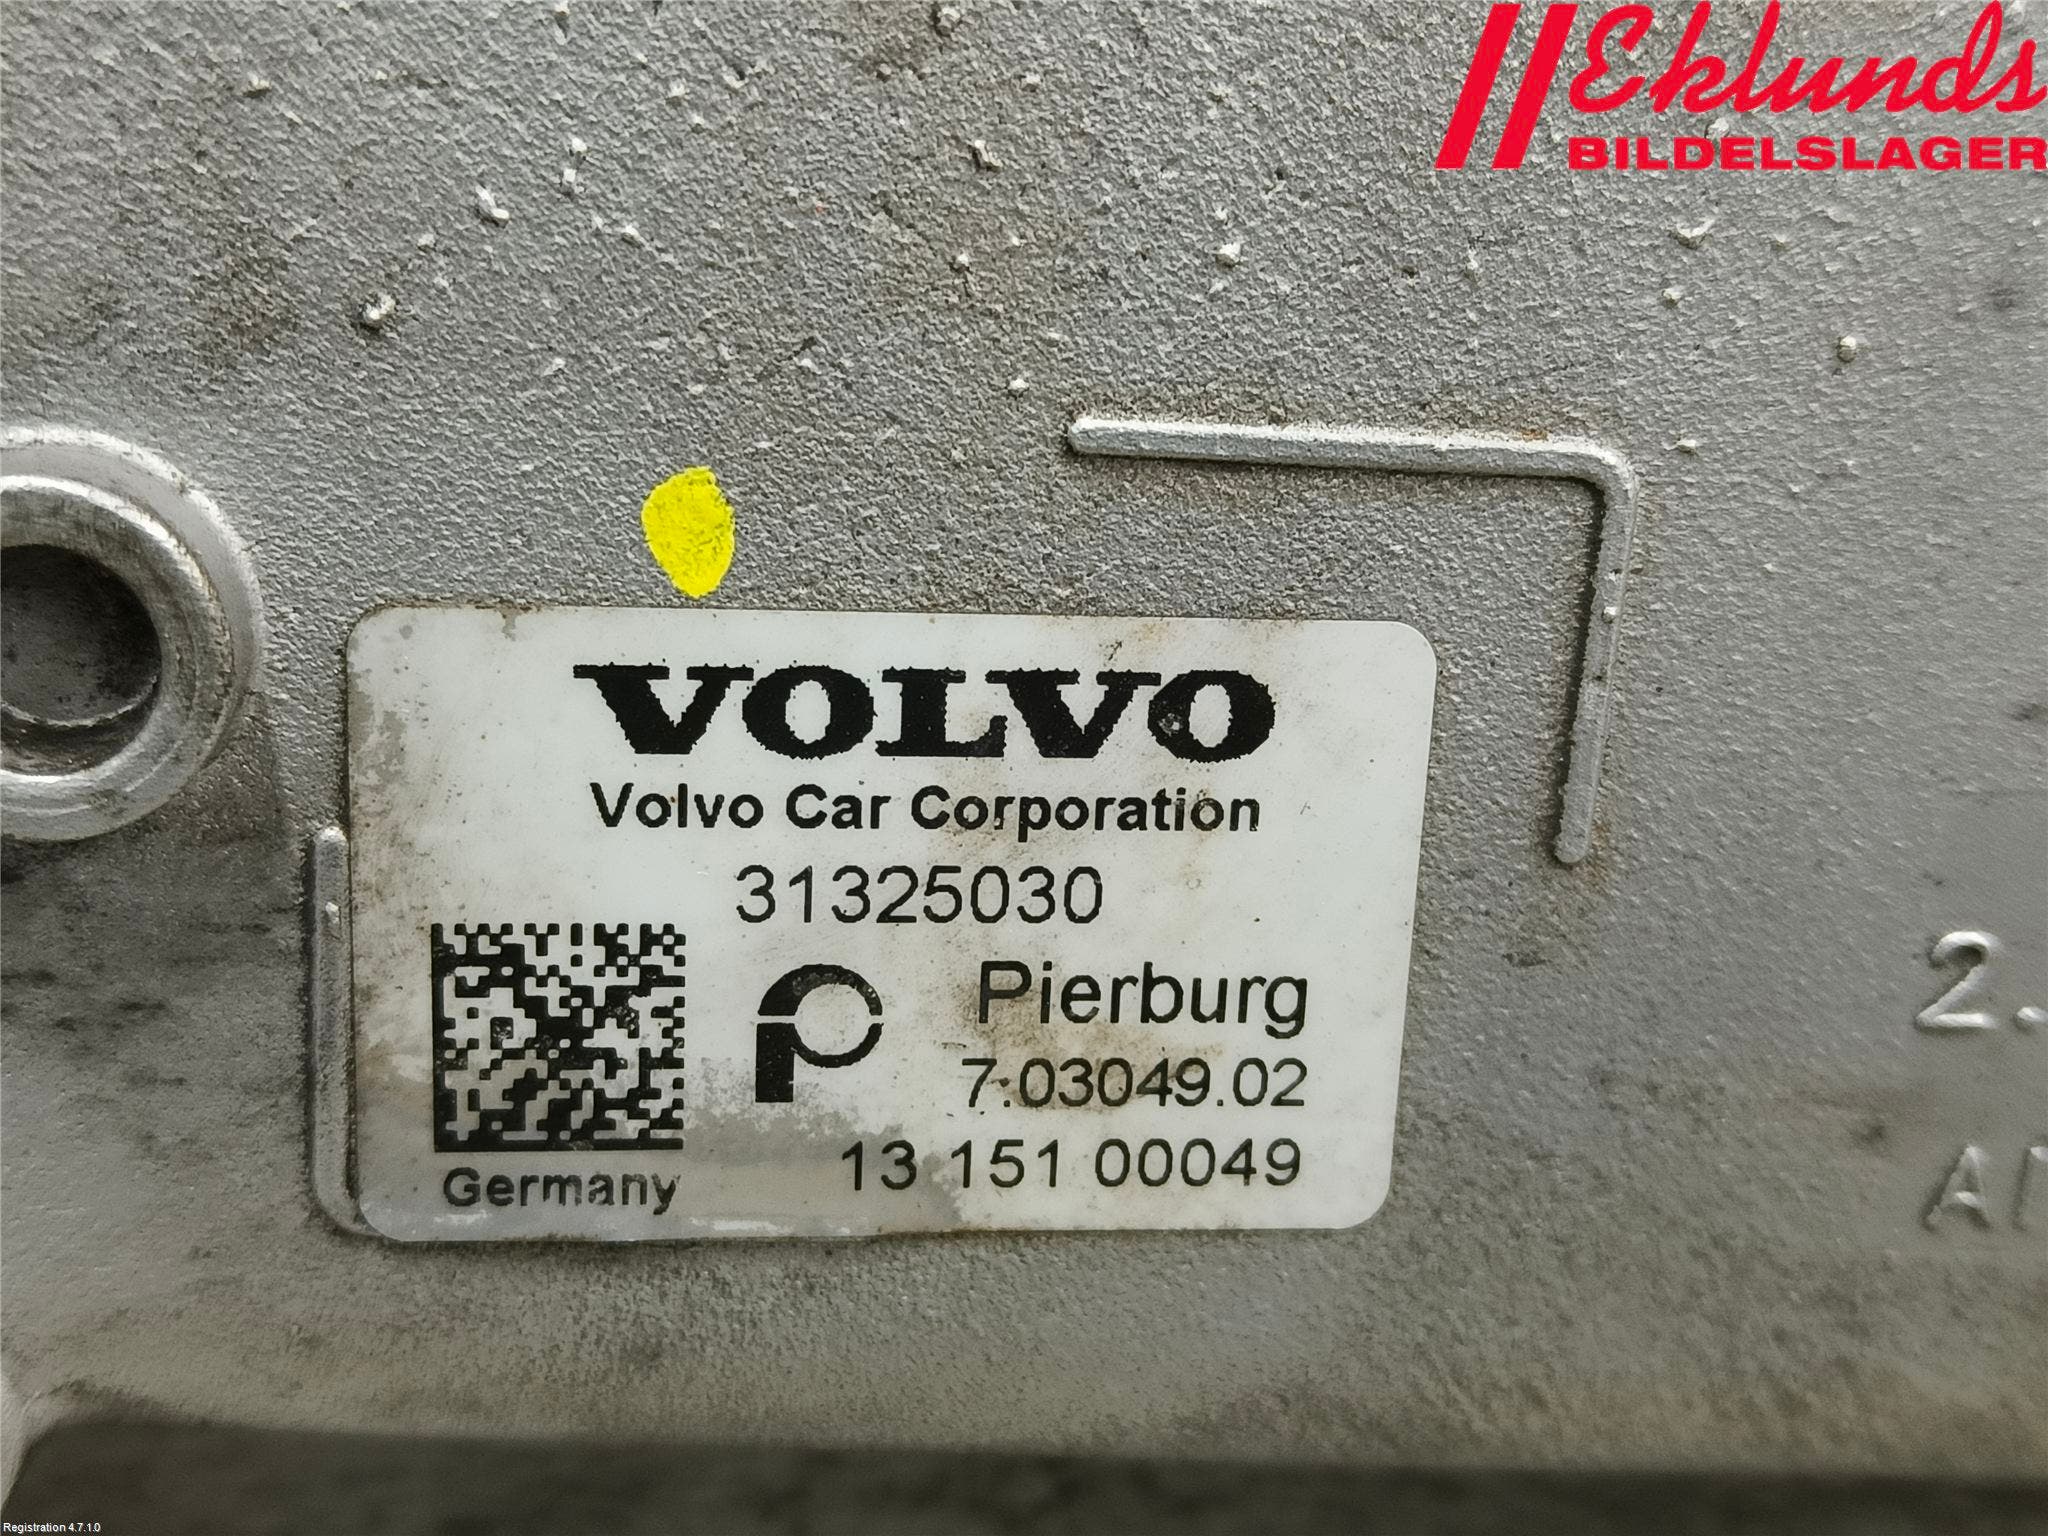 Eklunds
BILDELSLAGER
VOLVO
Volvo Car Corporation
31325030
Pierburg
7.03049.02
13 151 00049
Germany
2.
Registration 4.7.1.0